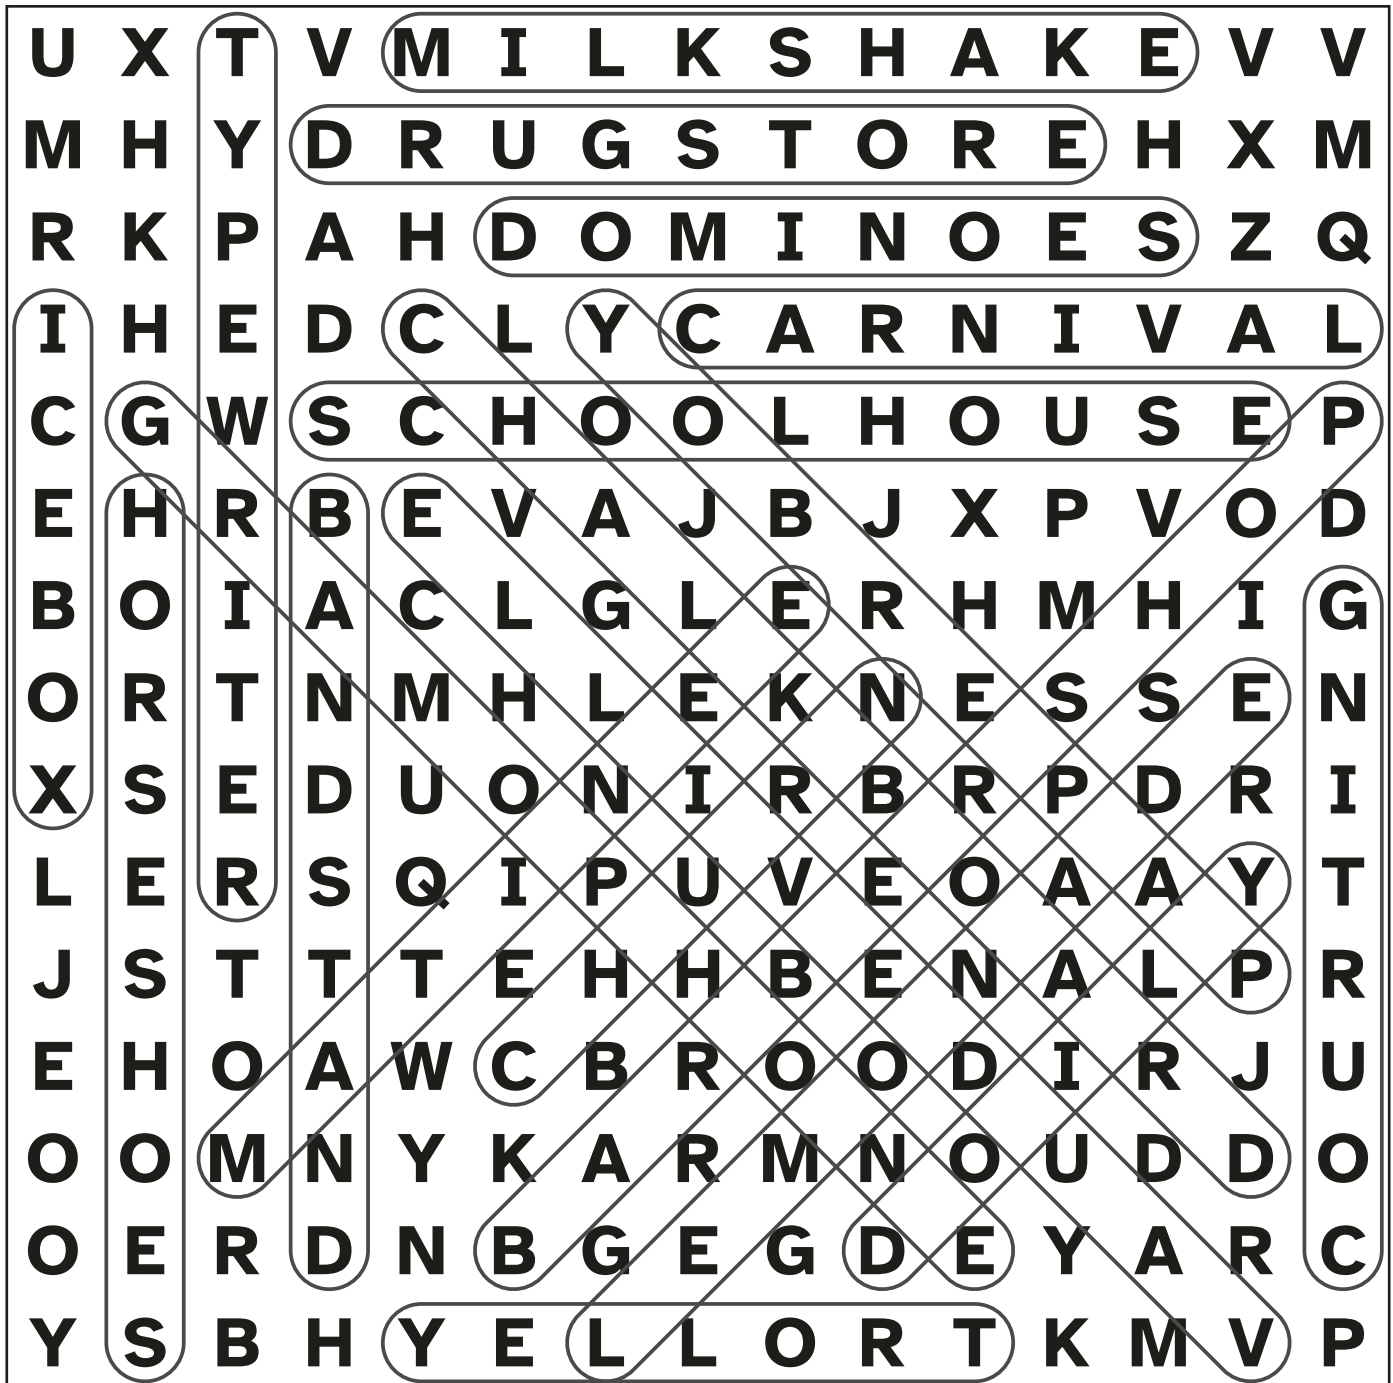 U X T V M I L K S H A K E V V
M H Y D R U G S T O R E H X M
R K P A H D O M I N O E S Z Q
I H E D C L Y C A R N I V A L
C G W S C H O O L H O U S E P
E H R B E V A J B J X P V O D
B O I A C L G L E R H M H I G
O R T N M H L E K N E S S E N
X S E D U O N I R B R P D R I
L E R S Q I P U V E O A A Y T
J S T T T E H H B E N A L P R
E H O A W C B R O O D I R J U
O O M N Y K A R M N O U D D O
O E R D N B G E G D E Y A R C
Y S B H Y E L L O R T K M V P